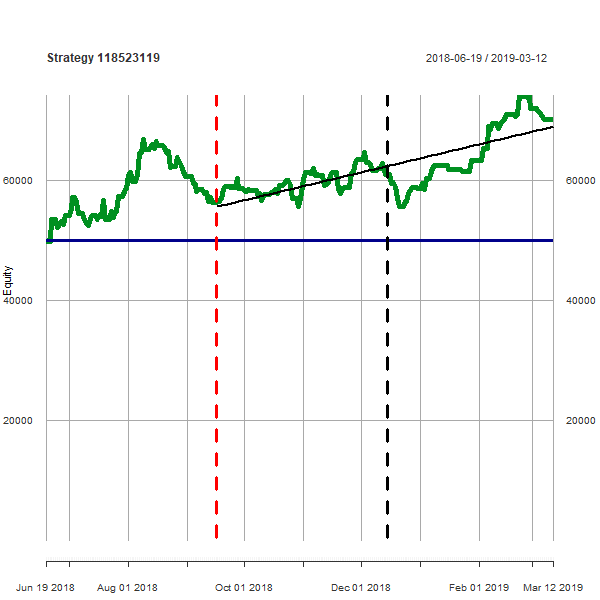 Strategy 118523119
2018-06-19 / 2019-03-12
60000
60000
Equity
40000
40000
20000
20000
Jun 19 2018
Aug 01 2018
Oct 01 2018
Dec 01 2018
Feb 01 2019
Mar 12 2019